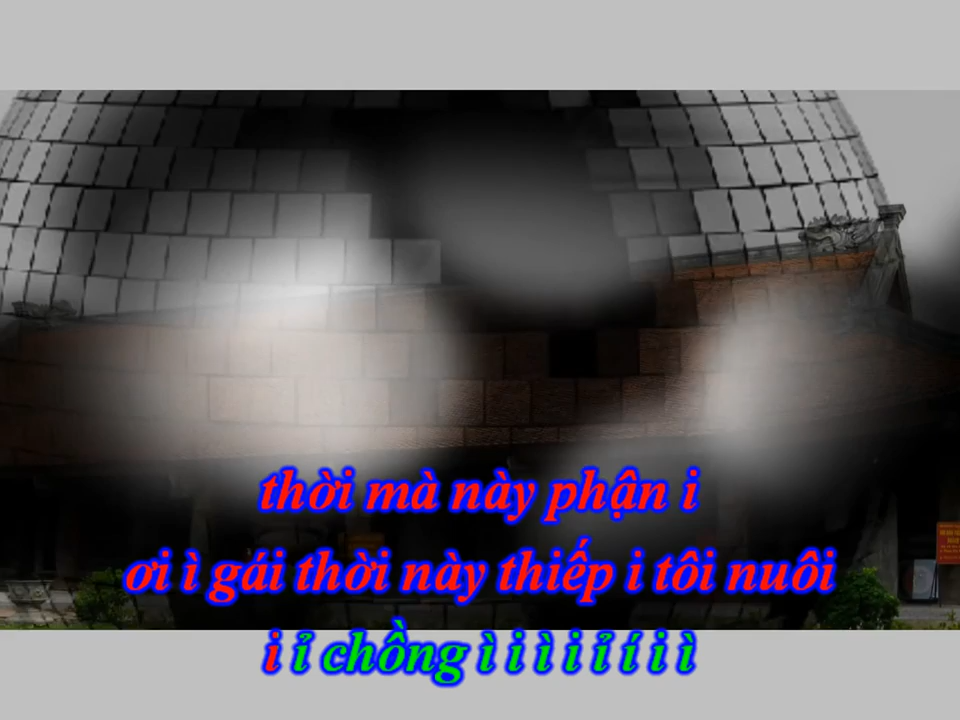 thời mà này phận i
ơi ì gái thời này thiếp i tôi nuôi
i ỉ chồng ì i ì i ỉ í i ì